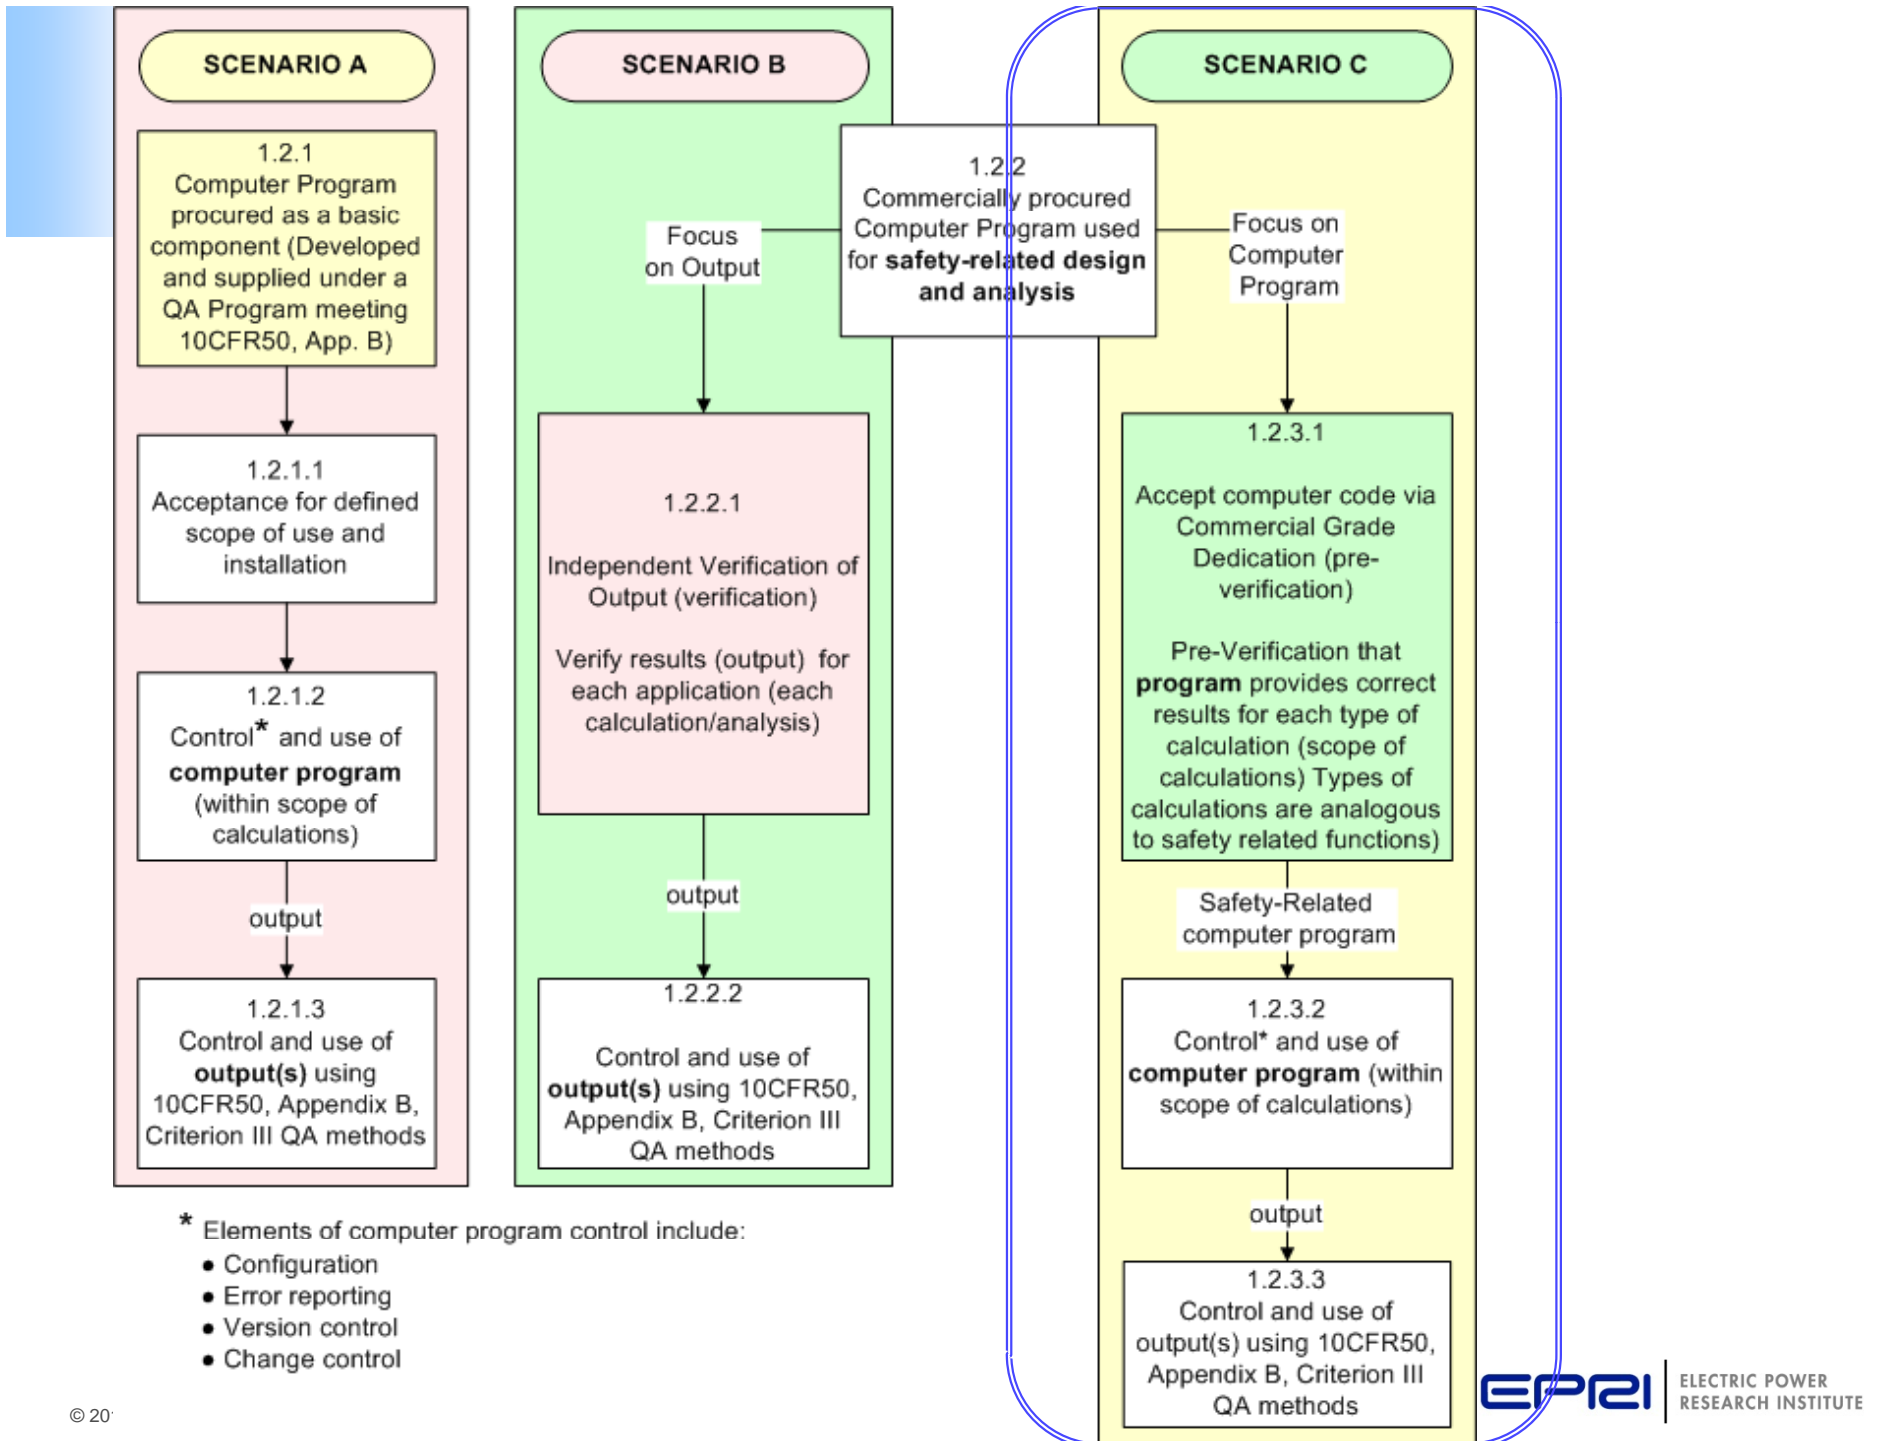 SCENARIO A
1.2.1
Computer Program
procured as a basic
component (Developed
and supplied under a
QA Program meeting
10CFR50, App. B)
1.2.1.1
Acceptance for defined
scope of use and
installation
1.2.1.2
Control* and use of
computer program
(within scope of
calculations)
output
1.2.1.3
Control and use of
output(s) using
10CFR50, Appendix B,
Criterion III QA methods
SCENARIO B
Focus
on Output
1.2.2.1
Independent Verification of
Output (verification)
Verify results (output) for
each application (each
calculation/analysis)
output
1.2.2.2
Control and use of
output(s) using 10CFR50,
Appendix B, Criterion III
QA methods
1.2.2
Commercially procured
Computer Program used
for safety-related design
and analysis
SCENARIO C
Focus on
Computer
Program
1.2.3.1
Accept computer code via
Commercial Grade
Dedication (pre-
verification)
Pre-Verification that
program provides correct
results for each type of
calculation (scope of
calculations) Types of
calculations are analogous
to safety related functions)
Safety-Related
computer program
1.2.3.2
Control* and use of
computer program (within
scope of calculations)
output
1.2.3.3
Control and use of
output(s) using 10CFR50,
Appendix B, Criterion III
QA methods
* Elements of computer program control include:
• Configuration
• Error reporting
• Version control
• Change control
©
EPRI
ELECTRIC POWER
RESEARCH INSTITUTE